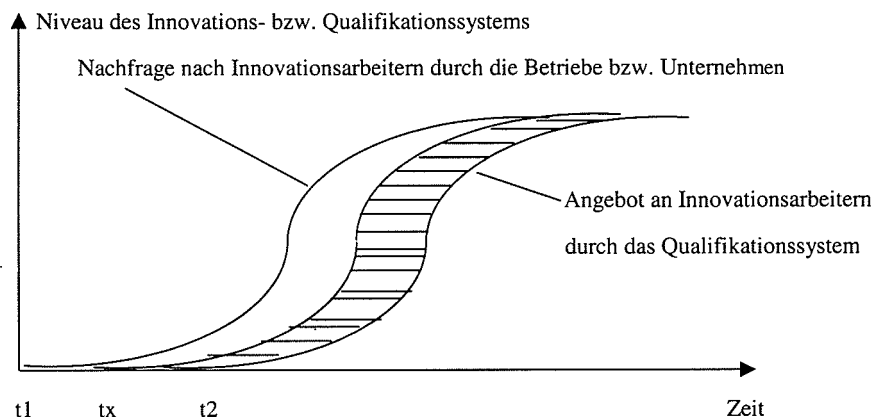 Niveau des Innovations- bzw. Qualifikationssystems
Nachfrage nach Innovationsarbeitern durch die Betriebe bzw. Unternehmen
Angebot an Innovationsarbeitern
durch das Qualifikationssystem
t1 tx t2 Zeit